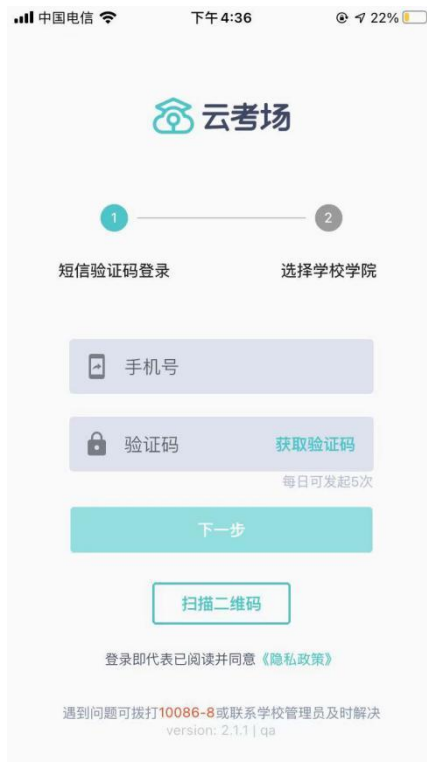 中国电信 下午4:36 22%
云考场
1 2
短信验证码登录 选择学校学院
手机号
验证码 获取验证码
每日可发起5次
下一步
扫描二维码
登录即代表已阅读并同意《隐私政策》
遇到问题可拨打10086-8或联系学校管理员及时解决
version: 2.1.1 | qa